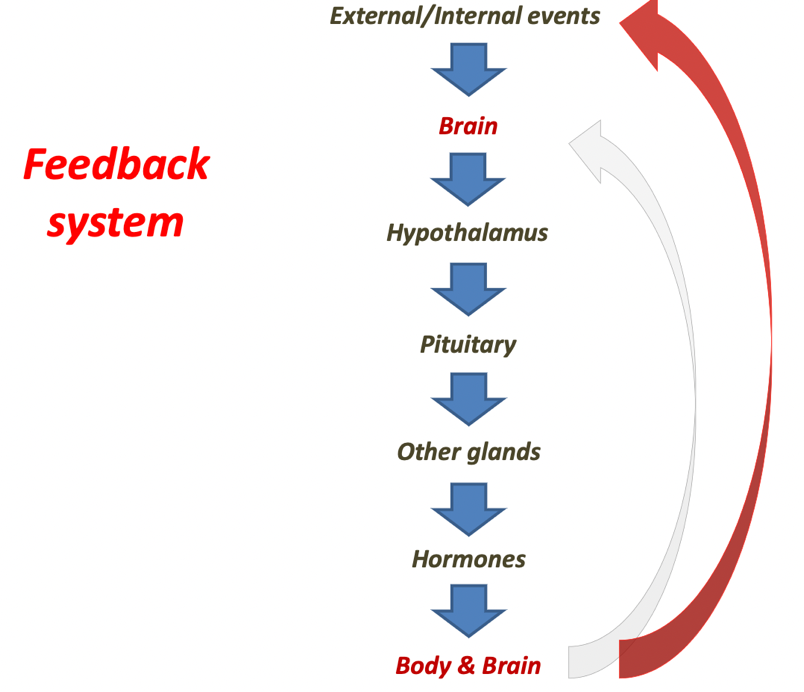 External/Internal events
Brain
Feedback
system
Hypothalamus
Pituitary
Other glands
Hormones
Body & Brain